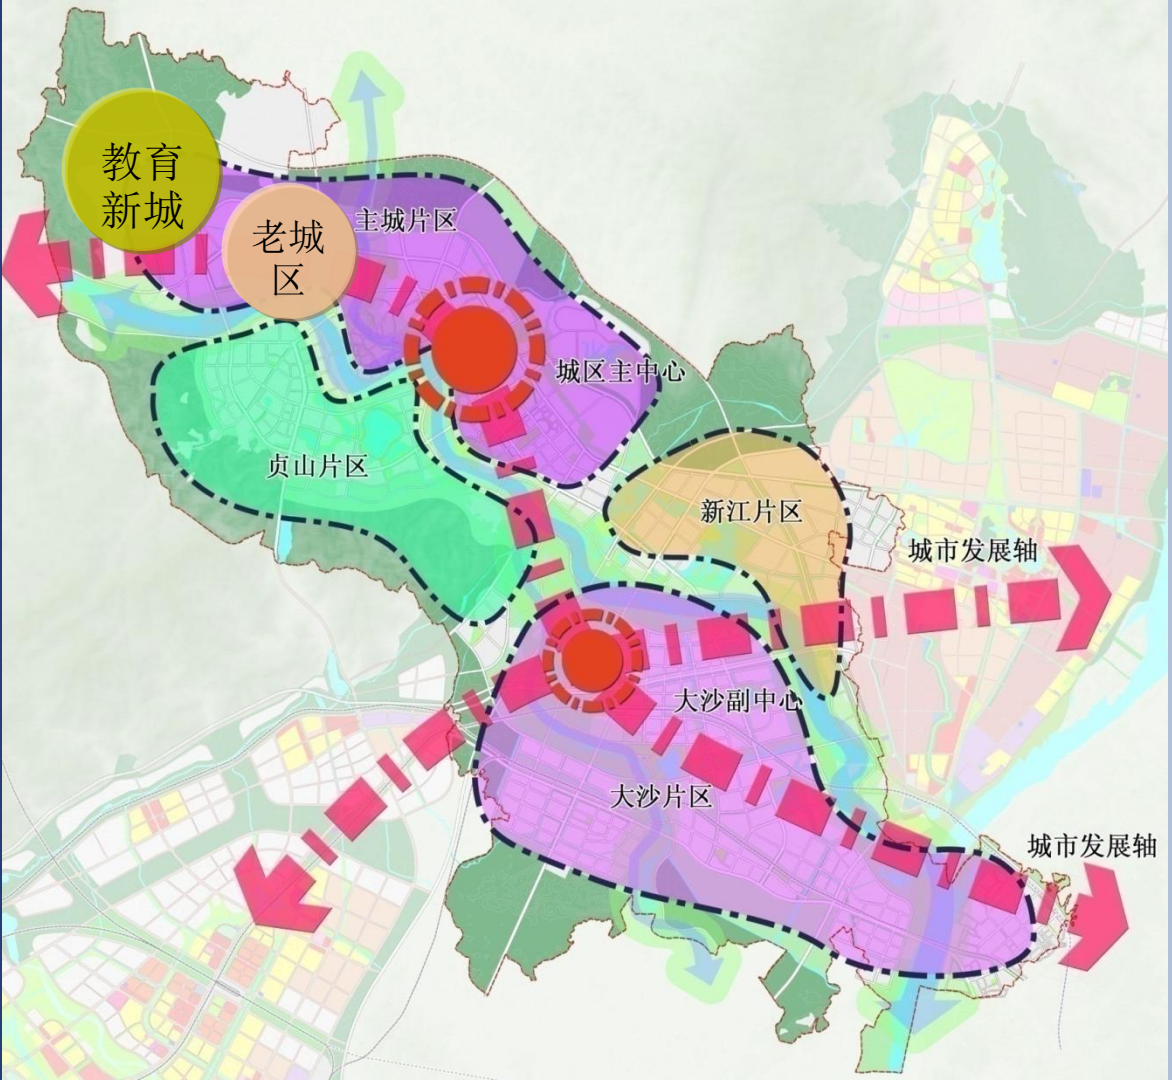 教育
新城
老城
区
主城片区
城区主中心
贞山片区
新江片区
城市发展轴
大沙副中心
大沙片区
城市发展轴